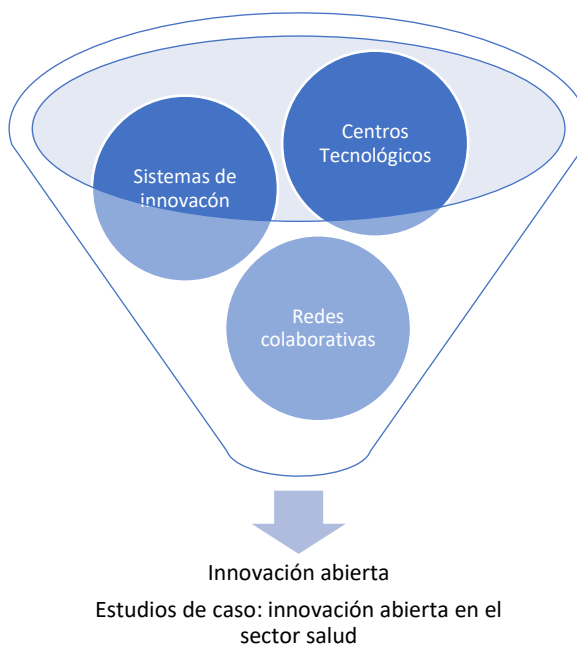 Centros
Tecnológicos
Sistemas de
innovacón
Redes
colaborativas
Innovación abierta
Estudios de caso: innovación abierta en el
sector salud